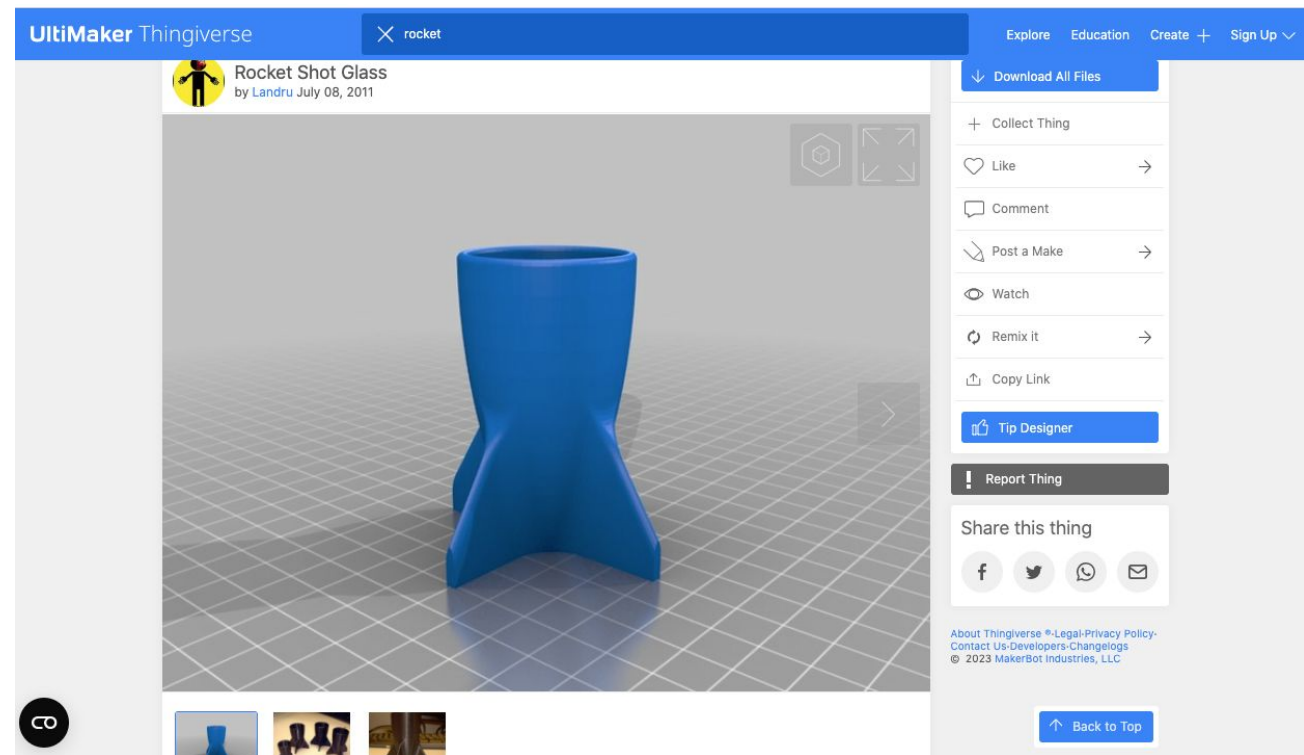 UltiMaker Thingiverse
rocket
Explore Education Create Sign Up
Rocket Shot Glass
by Landru July 08, 2011
Download All Files
Collect Thing
Like
Comment
Post a Make
Watch
Remix it
Copy Link
Tip Designer
Report Thing
Share this thing
About Thingiverse ®·Legal·Privacy Policy·
Contact Us·Developers·Changelogs
© 2023 MakerBot Industries, LLC
Back to Top